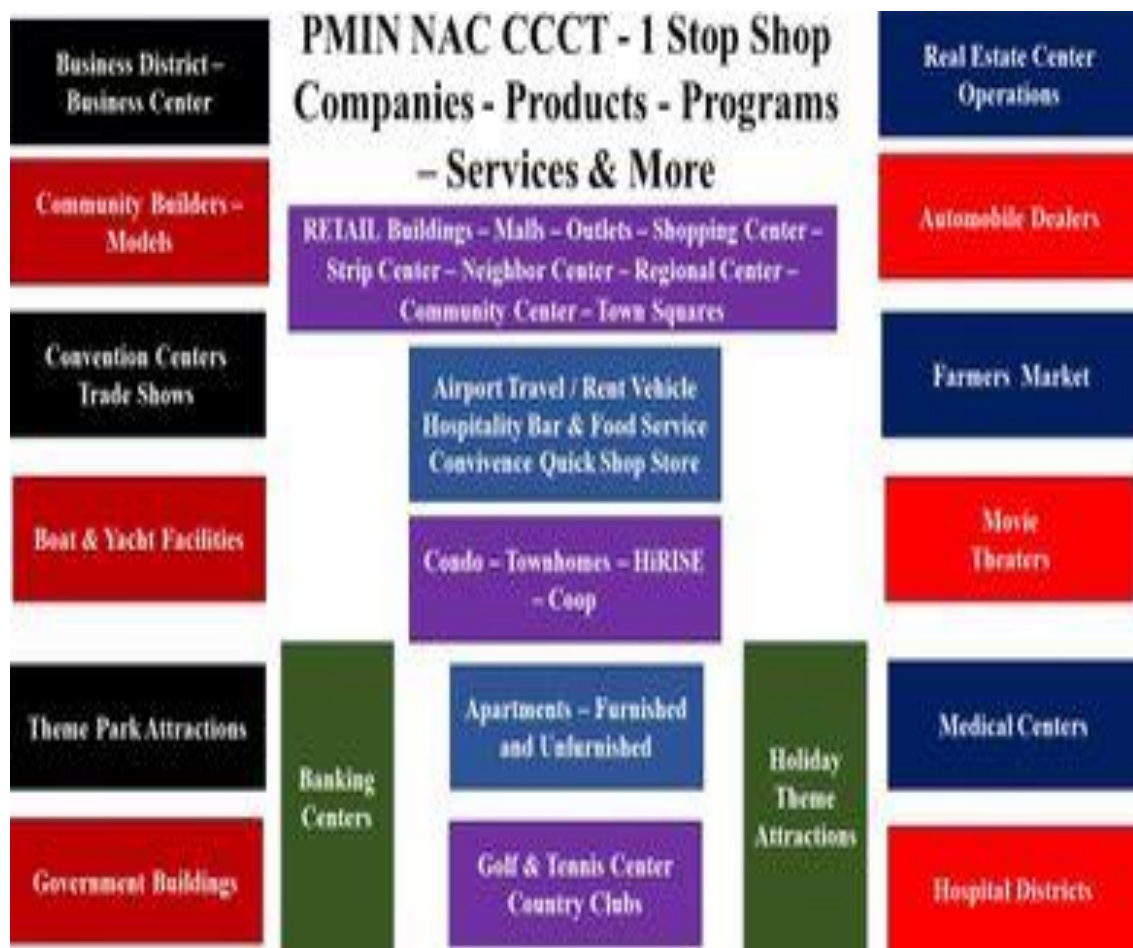 PMIN NAC CCCT - 1 Stop Shop
Companies - Products - Programs
– Services & More
Business District –
Business Center
Community Builders –
Models
Convention Centers
Trade Shows
Boat & Yacht Facilities
Theme Park Attractions
Government Buildings
RETAIL Buildings – Malls – Outlets – Shopping Center –
Strip Center – Neighbor Center – Regional Center –
Community Center – Town Squares
Airport Travel / Rent Vehicle
Hospitality Bar & Food Service
Convivence Quick Shop Store
Condo – Townhomes – HiRISE
– Coop
Banking
Centers
Apartments – Furnished
and Unfurnished
Golf & Tennis Center
Country Clubs
Holiday
Theme
Attractions
Real Estate Center
Operations
Automobile Dealers
Farmers Market
Movie
Theaters
Medical Centers
Hospital Districts